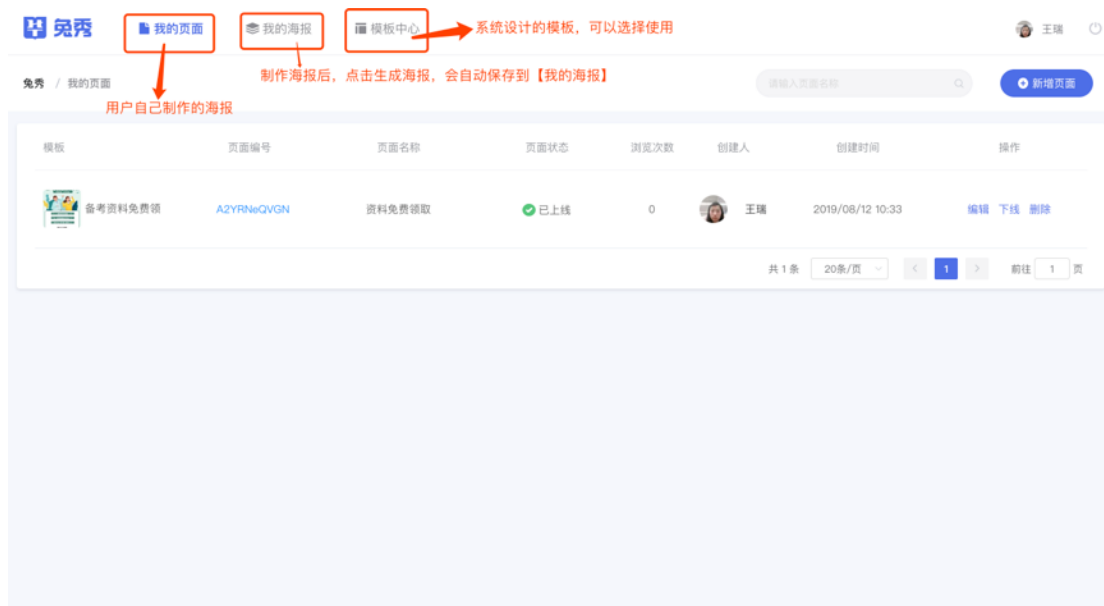 兔秀 我的页面 我的海报 模板中心 系统设计的模板，可以选择使用 王瑞
制作海报后，点击生成海报，会自动保存到【我的海报】
兔秀 / 我的页面 请输入页面名称 新增页面
用户自己制作的海报
模板 页面编号 页面名称 页面状态 浏览次数 创建人 创建时间 操作
备考资料免费领 A2YRNeQVGN 资料免费领取 已上线 0 王瑞 2019/08/12 10:33 编辑 下线 删除
共 1 条 20条/页 < 1 > 前往 1 页